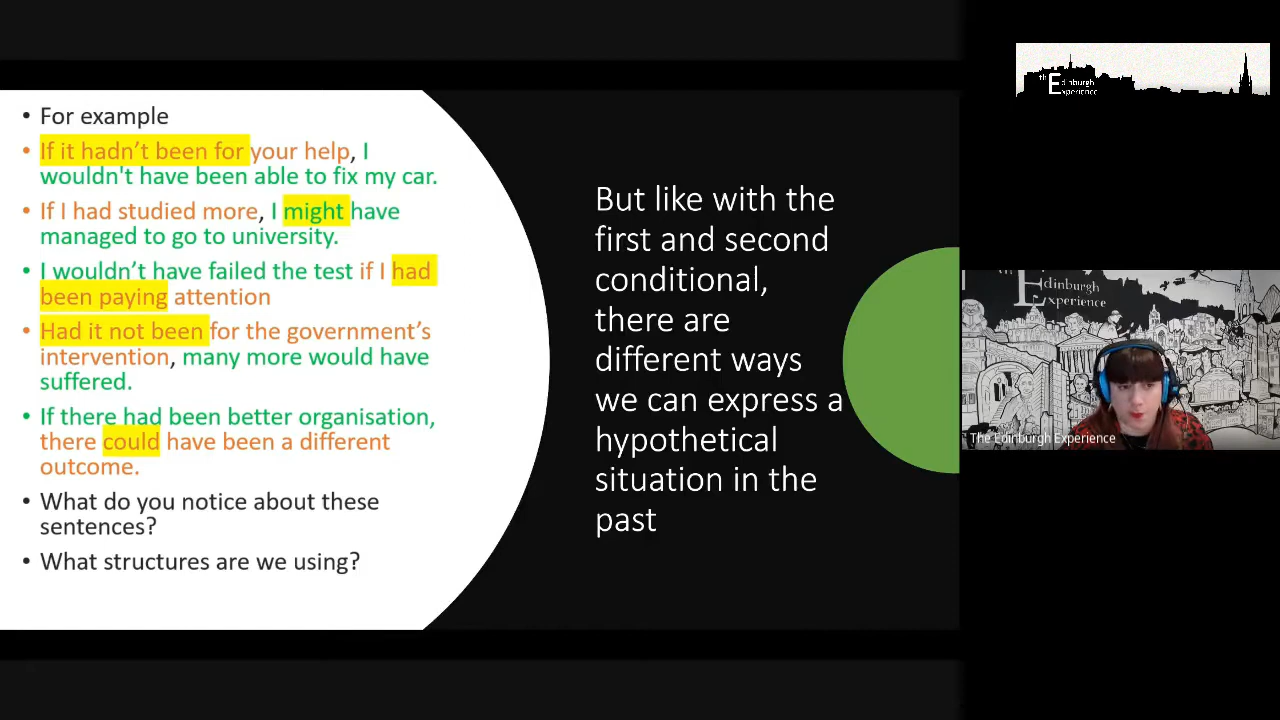 • For example
• If it hadn’t been for your help, I
wouldn't have been able to fix my car.
• If I had studied more, I might have
managed to go to university.
• I wouldn’t have failed the test if I had
been paying attention
• Had it not been for the government’s
intervention, many more would have
suffered.
• If there had been better organisation,
there could have been a different
outcome.
• What do you notice about these
sentences?
• What structures are we using?
But like with the
first and second
conditional,
there are
different ways
we can express a
hypothetical
situation in the
past
th Edinburgh
Experience
Edinburgh
Experience
The Edinburgh Experience